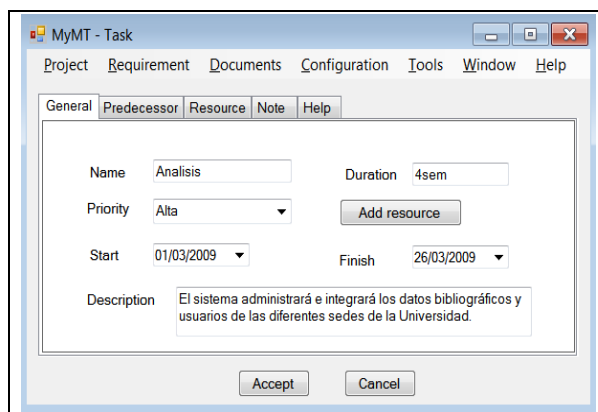 MyMT - Task
Project Requirement Documents Configuration Tools Window Help
General Predecessor Resource Note Help
Name Analisis Duration 4sem
Priority Alta Add resource
Start 01/03/2009 Finish 26/03/2009
Description El sistema administrará e integrará los datos bibliográficos y
usuarios de las diferentes sedes de la Universidad.
Accept Cancel